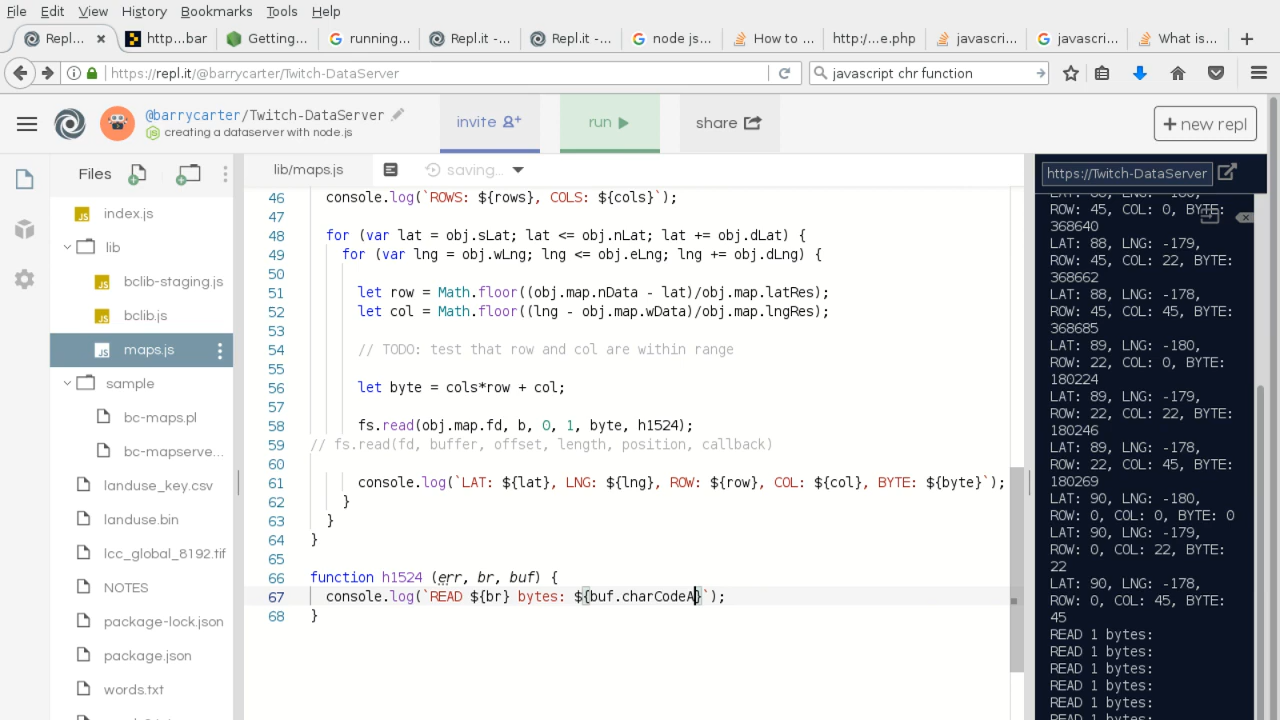 File Edit View History Bookmarks Tools Help
Repl... http...bar Getting... running... Repl.it -... Repl.it -... node js... How to ... http:/...e.php javascri... javascri... What is...
https://repl.it/@barrycarter/Twitch-DataServer
javascript chr function
@barrycarter/Twitch-DataServer
creating a dataserver with node.js
invite
run
share
+ new repl
Files
index.js
lib
bclib-staging.js
bclib.js
maps.js
sample
bc-maps.pl
bc-mapserve...
landuse_key.csv
landuse.bin
lcc_global_8192.tif
NOTES
package-lock.json
package.json
words.txt
lib/maps.js
saving...
46 console.log(`ROWS: ${rows}, COLS: ${cols}`);
47
48 for (var lat = obj.sLat; lat <= obj.nLat; lat += obj.dLat) {
49 for (var lng = obj.wLng; lng <= obj.eLng; lng += obj.dLng) {
50
51 let row = Math.floor((obj.map.nData - lat)/obj.map.latRes);
52 let col = Math.floor((lng - obj.map.wData)/obj.map.lngRes);
53
54 // TODO: test that row and col are within range
55
56 let byte = cols*row + col;
57
58 fs.read(obj.map.fd, b, 0, 1, byte, h1524);
59 // fs.read(fd, buffer, offset, length, position, callback)
60
61 console.log(`LAT: ${lat}, LNG: ${lng}, ROW: ${row}, COL: ${col}, BYTE: ${byte}`);
62 }
63 }
64 }
65
66 function h1524 (err, br, buf) {
67 console.log(`READ ${br} bytes: ${buf.charCodeA}`);
68 }
https://Twitch-DataServer
LAT: 88, LNG: -180,
ROW: 45, COL: 0, BYTE:
368640
LAT: 88, LNG: -179,
ROW: 45, COL: 22, BYTE:
368662
LAT: 88, LNG: -178,
ROW: 45, COL: 45, BYTE:
368685
LAT: 89, LNG: -180,
ROW: 22, COL: 0, BYTE:
180224
LAT: 89, LNG: -179,
ROW: 22, COL: 22, BYTE:
180246
LAT: 89, LNG: -178,
ROW: 22, COL: 45, BYTE:
180269
LAT: 90, LNG: -180,
ROW: 0, COL: 0, BYTE: 0
LAT: 90, LNG: -179,
ROW: 0, COL: 22, BYTE:
22
LAT: 90, LNG: -178,
ROW: 0, COL: 45, BYTE:
45
READ 1 bytes:
READ 1 bytes:
READ 1 bytes:
READ 1 bytes:
READ 1 bytes:
READ 1 bytes: